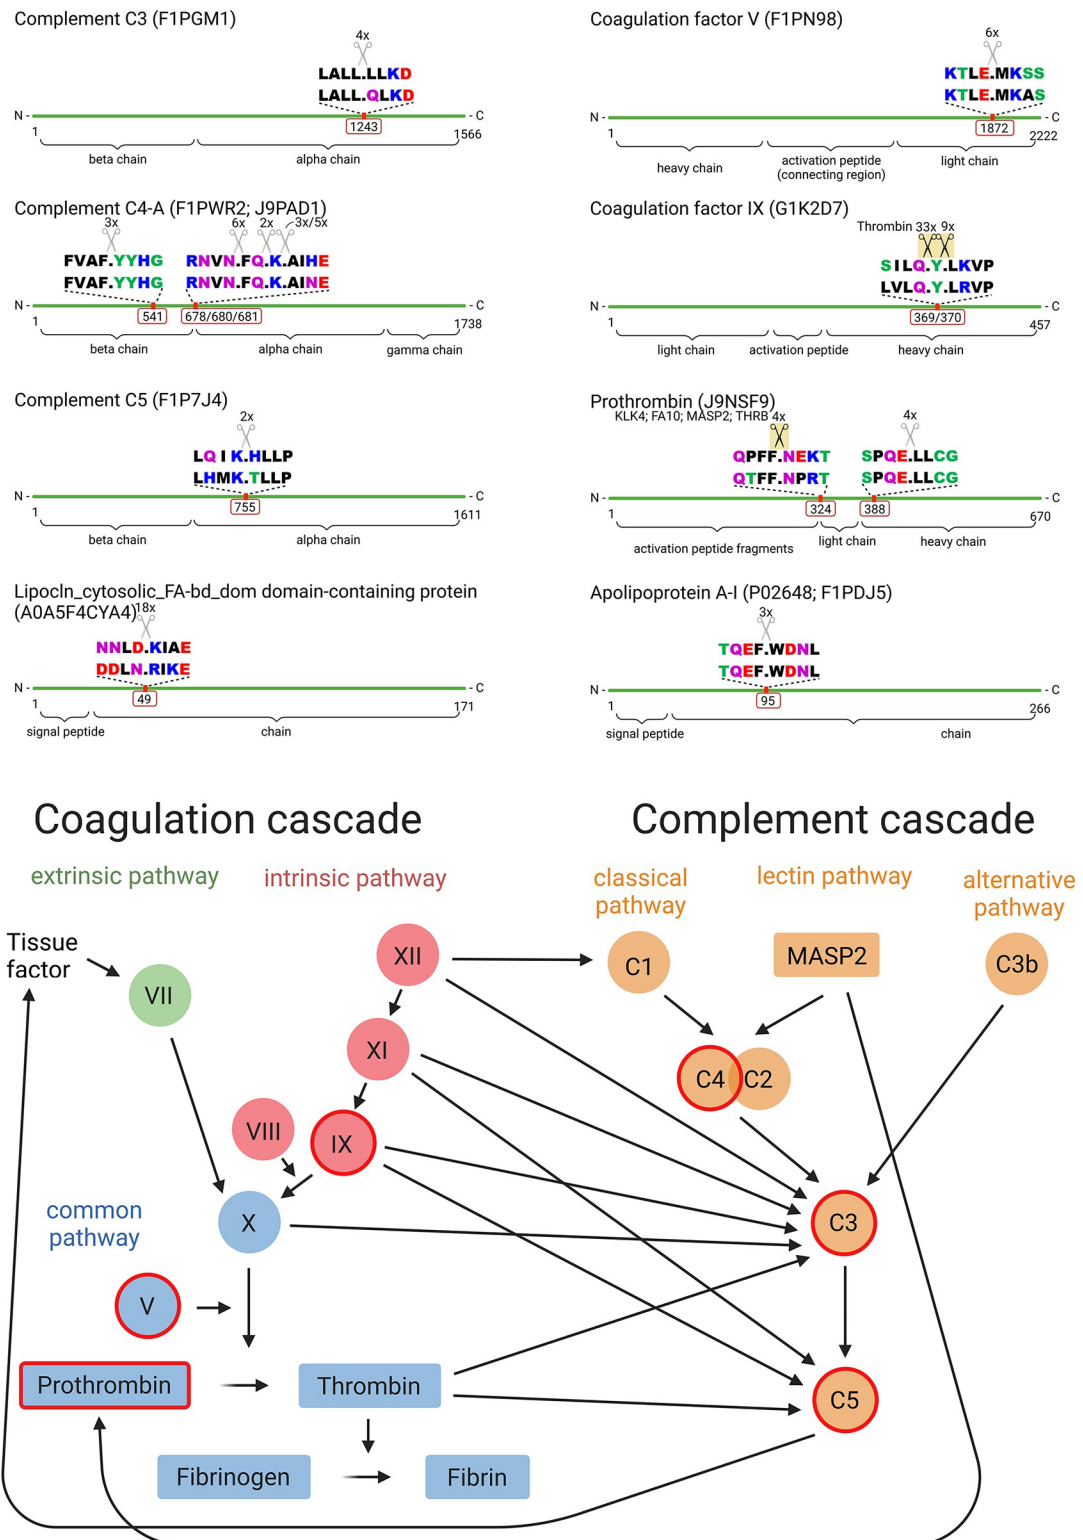 Complement C3 (F1PGM1)
4x
LALL.LLKD
LALL.QLKD
N - - C
1 1243 1566
beta chain alpha chain
Coagulation factor V (F1PN98)
6x
KTLE.MKSS
KTLE.MKAS
N - - C
1 1872 2222
heavy chain activation peptide (connecting region) light chain
Complement C4-A (F1PWR2; J9PAD1)
3x 6x 2x 3x/5x
FVAF.YYHG RNVN.FQ.K.AIHE
FVAF.YYHG RNVN.FQ.K.AINE
N - - C
1 541 678/680/681 1738
beta chain alpha chain gamma chain
Coagulation factor IX (G1K2D7)
Thrombin 33x 9x
SILQ.Y.LKVP
LVLQ.Y.LRVP
N - - C
1 369/370 457
light chain activation peptide heavy chain
Complement C5 (F1P7J4)
2x
LQIK.HLLP
LHMK.TLLP
N - - C
1 755 1611
beta chain alpha chain
Prothrombin (J9NSF9)
KLK4; FA10; MASP2; THRB 4x 4x
QPFF.NEKT SPQE.LLCG
QTFF.NPRT SPQE.LLCG
N - - C
1 324 388 670
activation peptide fragments light chain heavy chain
Lipocln_cytosolic_FA-bd_dom domain-containing protein
(A0A5F4CYA4) 18x
NNLD.KIAE
DDLN.RIKE
N - - C
1 49 171
signal peptide chain
Apolipoprotein A-I (P02648; F1PDJ5)
3x
TQEF.WDNL
TQEF.WDNL
N - - C
1 95 266
signal peptide chain
Coagulation cascade
Complement cascade
extrinsic pathway
intrinsic pathway
classical
pathway
lectin pathway
alternative
pathway
Tissue
factor
VII
XII
C1
MASP2
C3b
XI
C4
C2
VIII
IX
common
pathway
X
C3
V
Prothrombin
Thrombin
C5
Fibrinogen
Fibrin